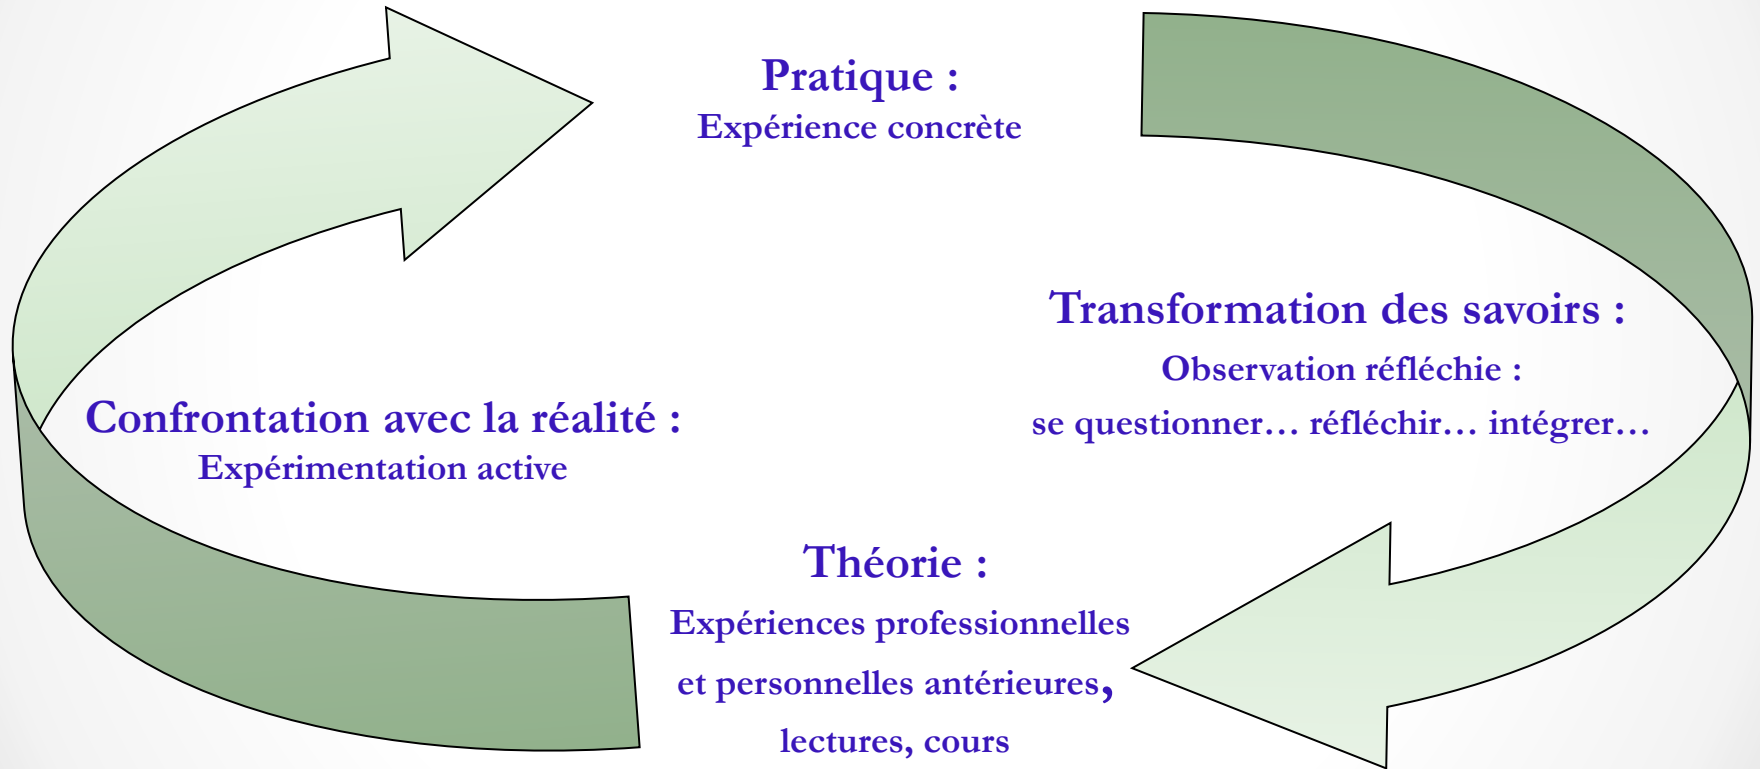 Pratique :
Expérience concrète
Transformation des savoirs :
Observation réfléchie :
se questionner… réfléchir… intégrer…
Théorie :
Expériences professionnelles
et personnelles antérieures,
lectures, cours
Confrontation avec la réalité :
Expérimentation active